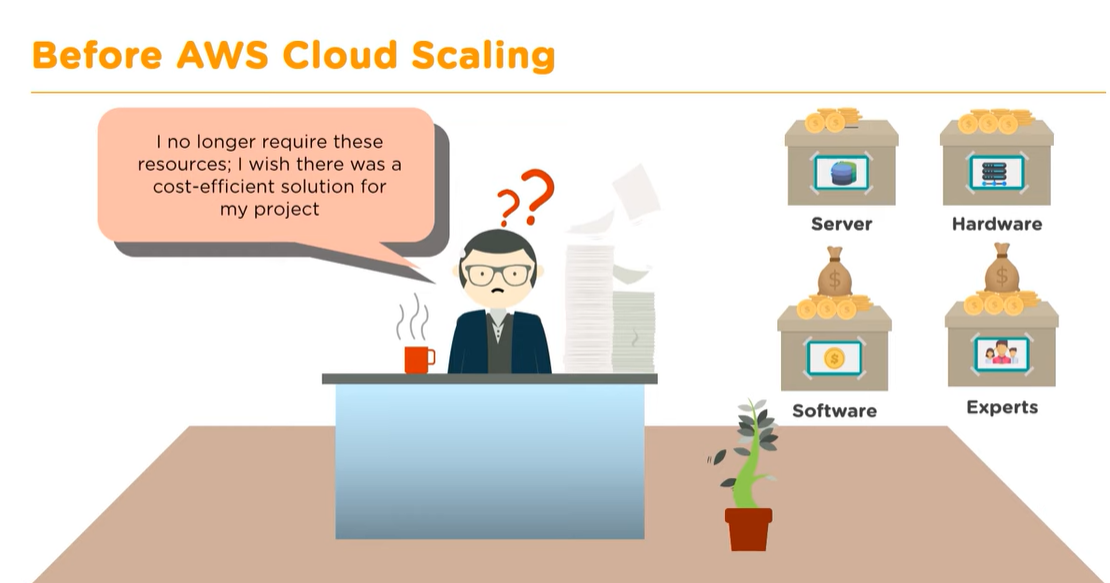 Before AWS Cloud Scaling
I no longer require these
resources; I wish there was a
cost-efficient solution for
my project
??
Server
Hardware
$
$
Software
$
Experts